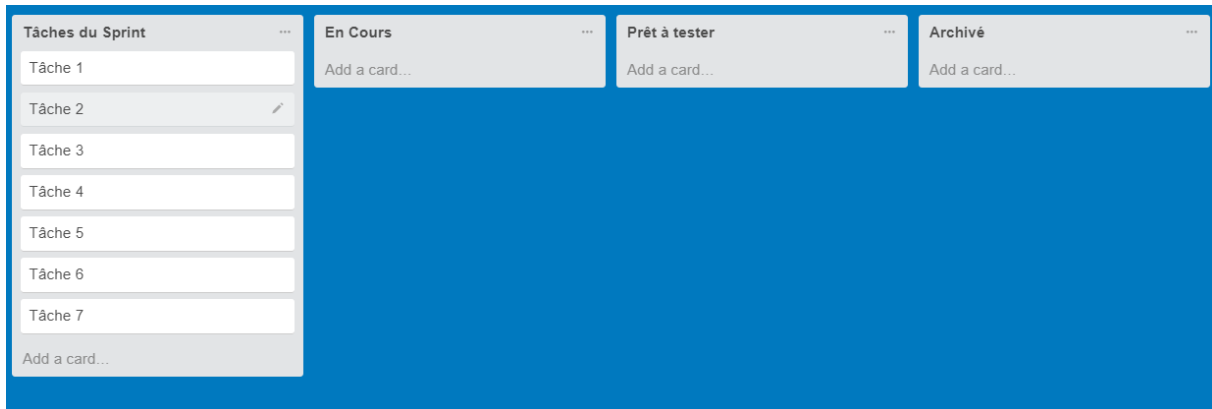 Tâches du Sprint
Tâche 1
Tâche 2
Tâche 3
Tâche 4
Tâche 5
Tâche 6
Tâche 7
Add a card...
En Cours
Add a card...
Prêt à tester
Add a card...
Archivé
Add a card...